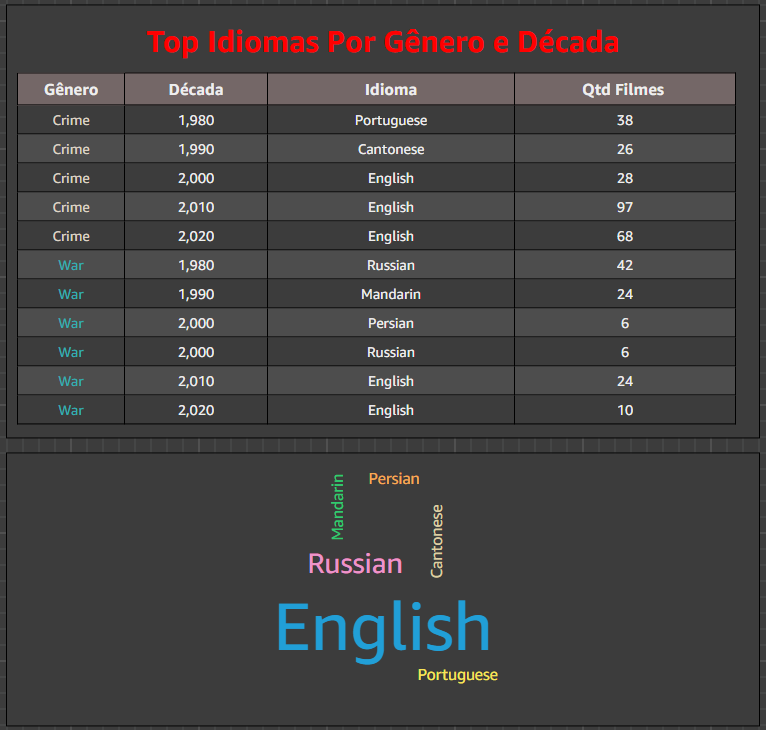 Top Idiomas Por Gênero e Década
Gênero Década Idioma Qtd Filmes
Crime 1,980 Portuguese 38
Crime 1,990 Cantonese 26
Crime 2,000 English 28
Crime 2,010 English 97
Crime 2,020 English 68
War 1,980 Russian 42
War 1,990 Mandarin 24
War 2,000 Persian 6
War 2,000 Russian 6
War 2,010 English 24
War 2,020 English 10
Persian
Mandarin
Cantonese
Russian
English
Portuguese